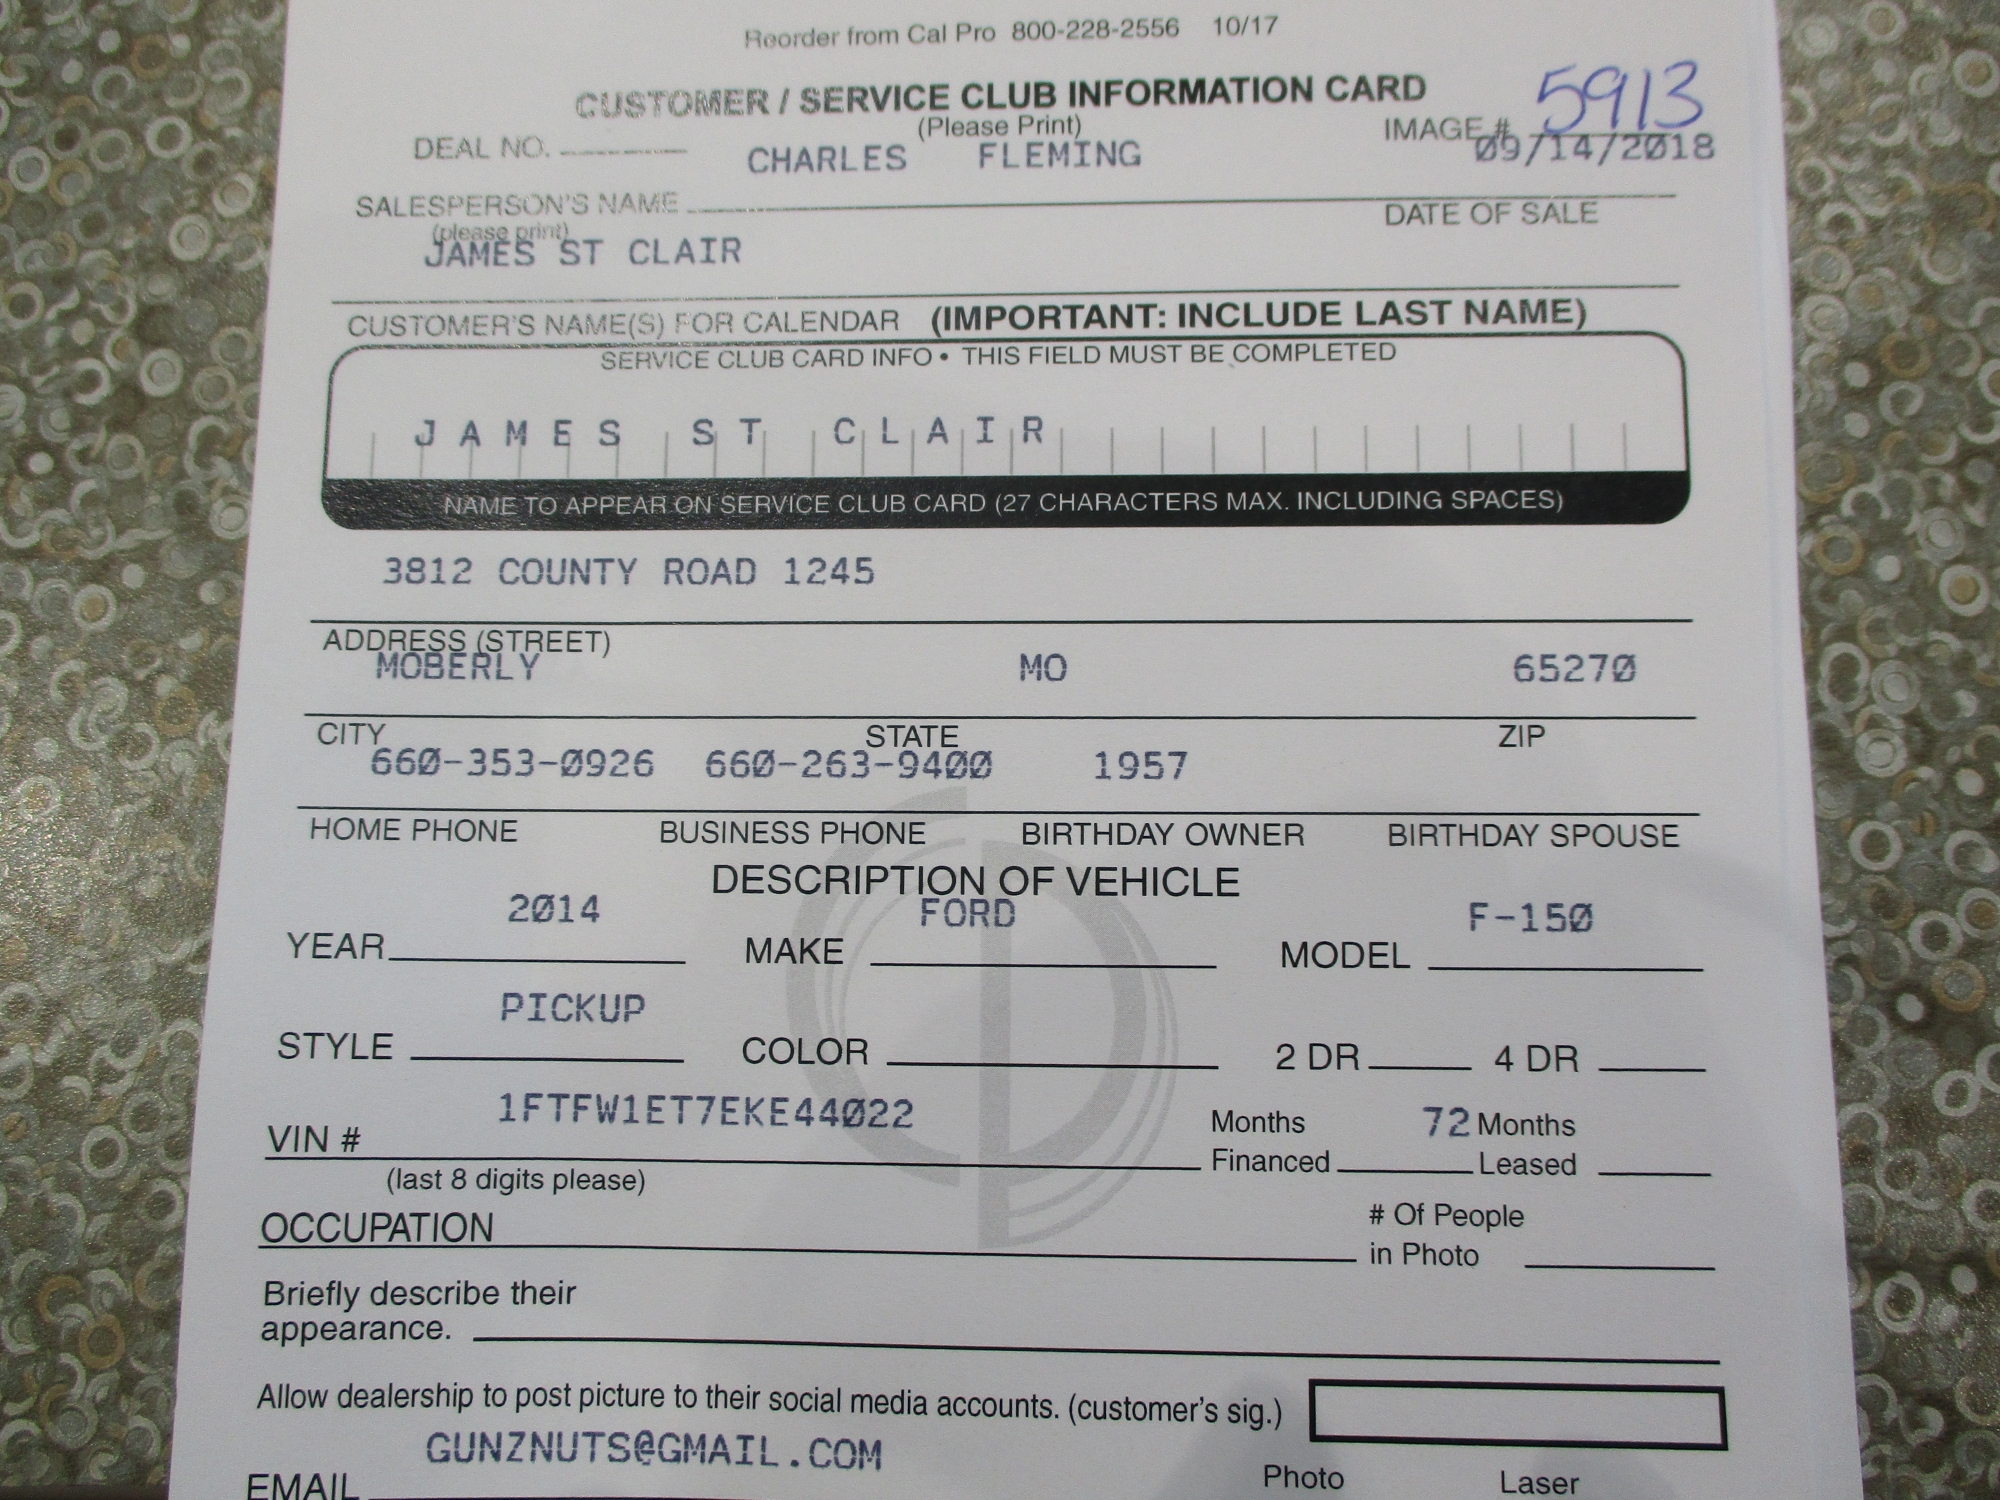 Reorder from Cal Pro 800-228-2556 10/17
CUSTOMER / SERVICE CLUB INFORMATION CARD
(Please Print)
IMAGE # 5913
DEAL NO.
CHARLES FLEMING 09/14/2018
SALESPERSON'S NAME DATE OF SALE
(please print)
JAMES ST CLAIR
CUSTOMER'S NAME(S) FOR CALENDAR (IMPORTANT: INCLUDE LAST NAME)
SERVICE CLUB CARD INFO • THIS FIELD MUST BE COMPLETED
JAMES ST CLAIR
NAME TO APPEAR ON SERVICE CLUB CARD (27 CHARACTERS MAX. INCLUDING SPACES)
3812 COUNTY ROAD 1245
ADDRESS (STREET)
MOBERLY MO 65270
CITY STATE ZIP
660-353-0926 660-263-9400 1957
HOME PHONE BUSINESS PHONE BIRTHDAY OWNER BIRTHDAY SPOUSE
DESCRIPTION OF VEHICLE
2014 FORD F-150
YEAR MAKE MODEL
PICKUP
STYLE COLOR 2 DR 4 DR
1FTFW1ET7EKE44022 Months 72 Months
VIN # Financed Leased
(last 8 digits please)
OCCUPATION # Of People
in Photo
Briefly describe their
appearance.
Allow dealership to post picture to their social media accounts. (customer's sig.)
GUNZNUTS@GMAIL.COM
EMAIL Photo Laser